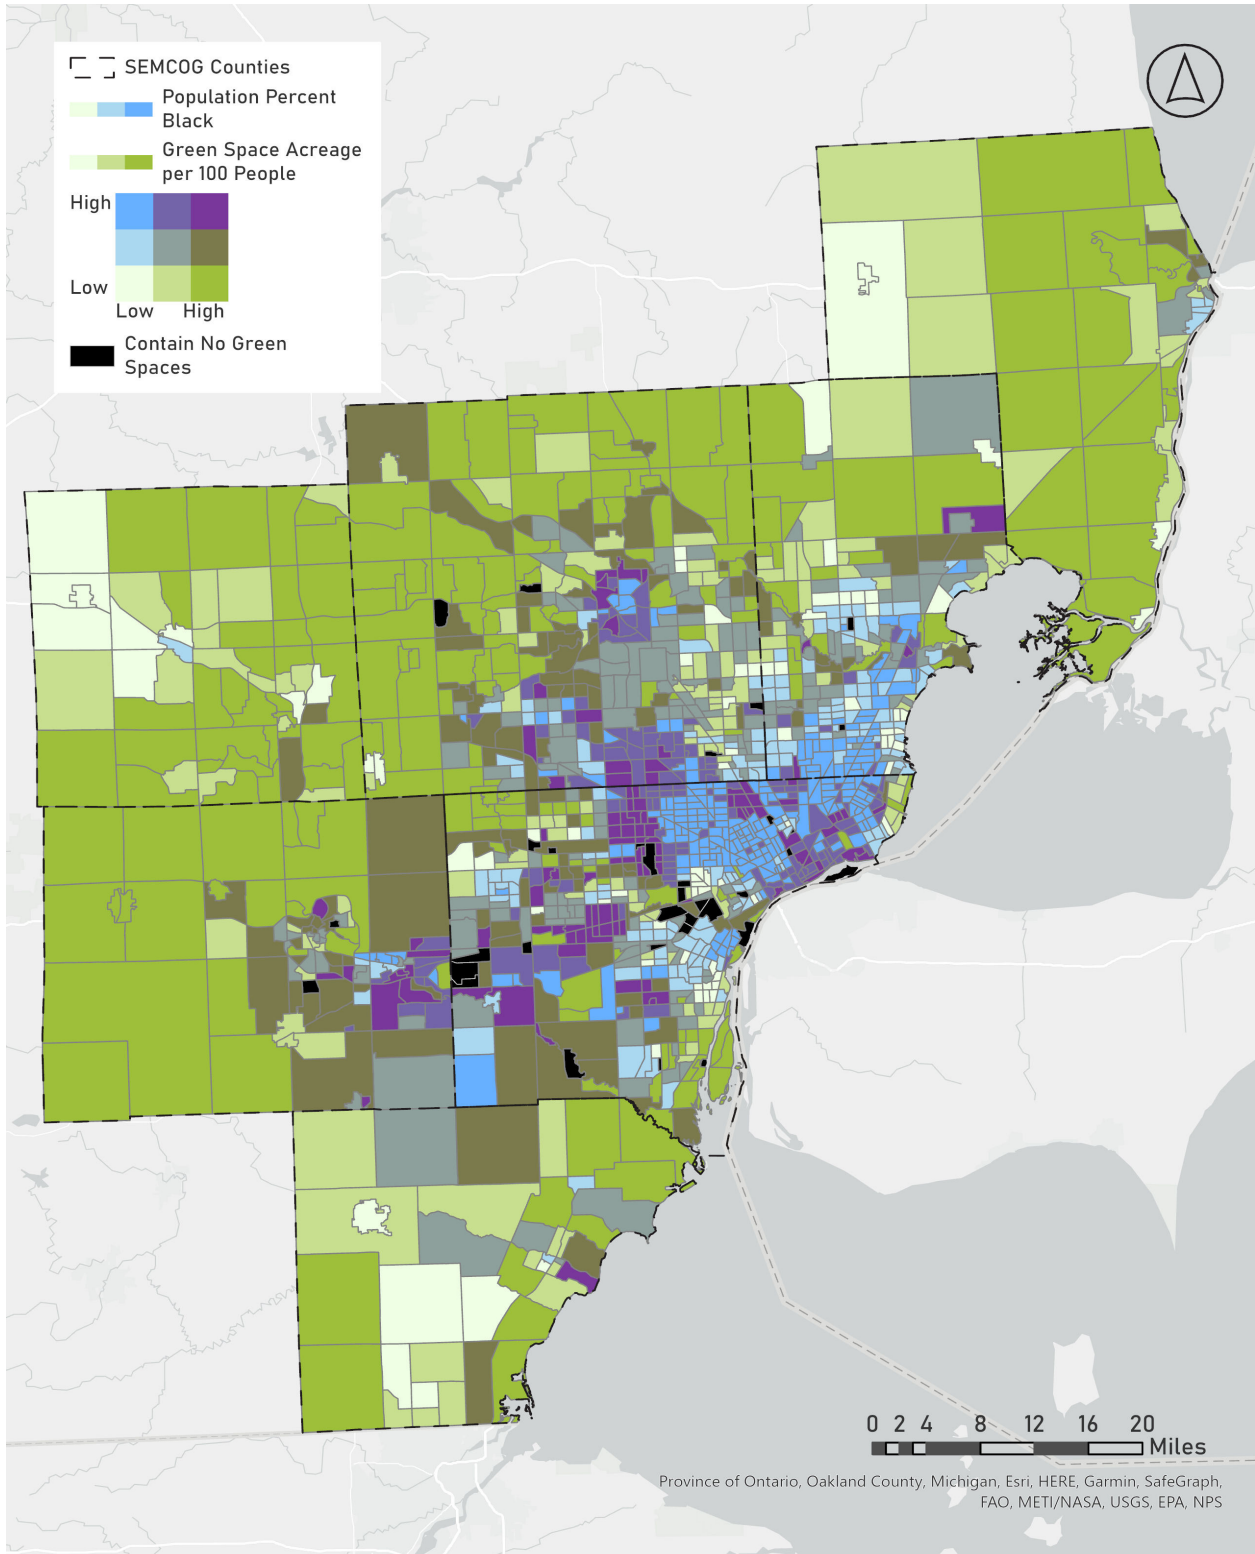 SEMCOG Counties
Population Percent
Black
Green Space Acreage
per 100 People
High
Low
Low High
Contain No Green
Spaces
0 2 4 8 12 16 20
Miles
Province of Ontario, Oakland County, Michigan, Esri, HERE, Garmin, SafeGraph,
FAO, METI/NASA, USGS, EPA, NPS